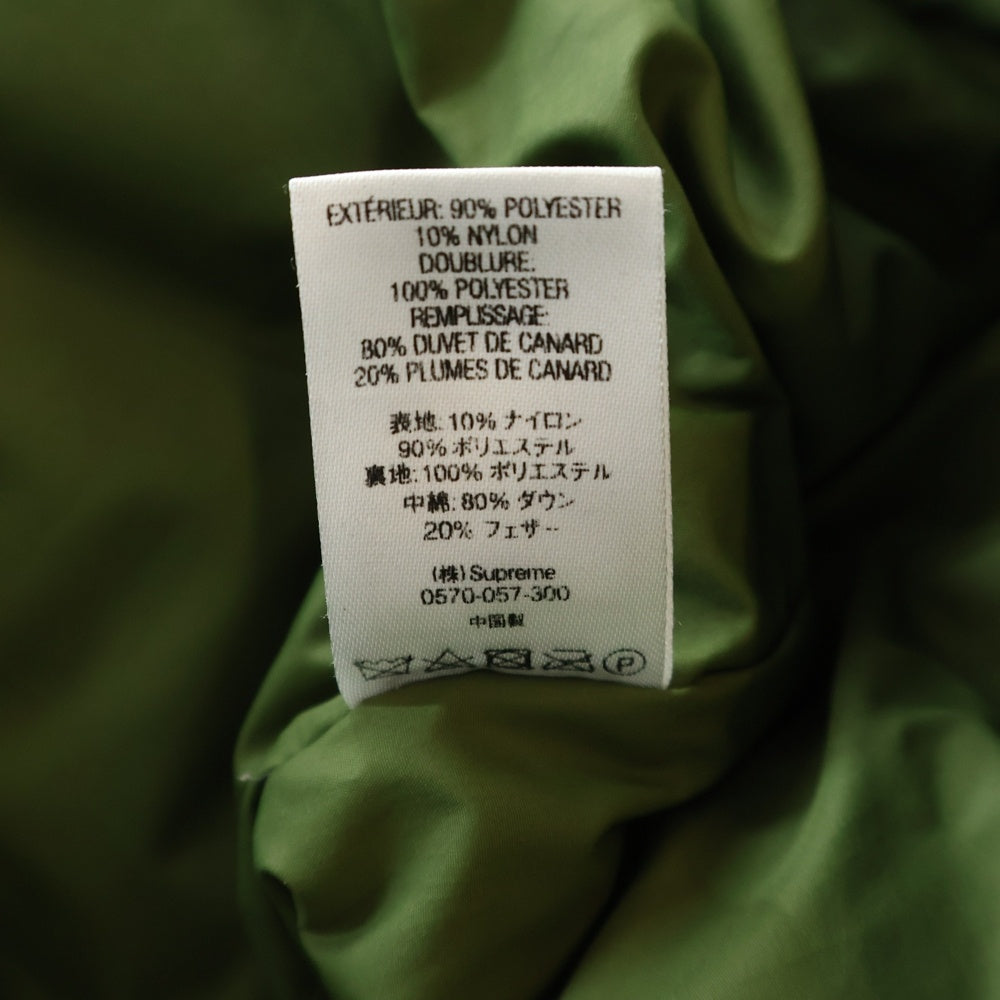 EXTÉRIEUR: 90% POLYESTER
10% NYLON
DOUBLURE:
100% POLYESTER
REMPLISSAGE:
80% DUVET DE CANARD
20% PLUMES DE CANARD
表地: 10% ナイロン
90% ポリエステル
裏地: 100% ポリエステル
中綿: 80% ダウン
20% フェザー
(株) Supreme
0570-057-300
中国製
P